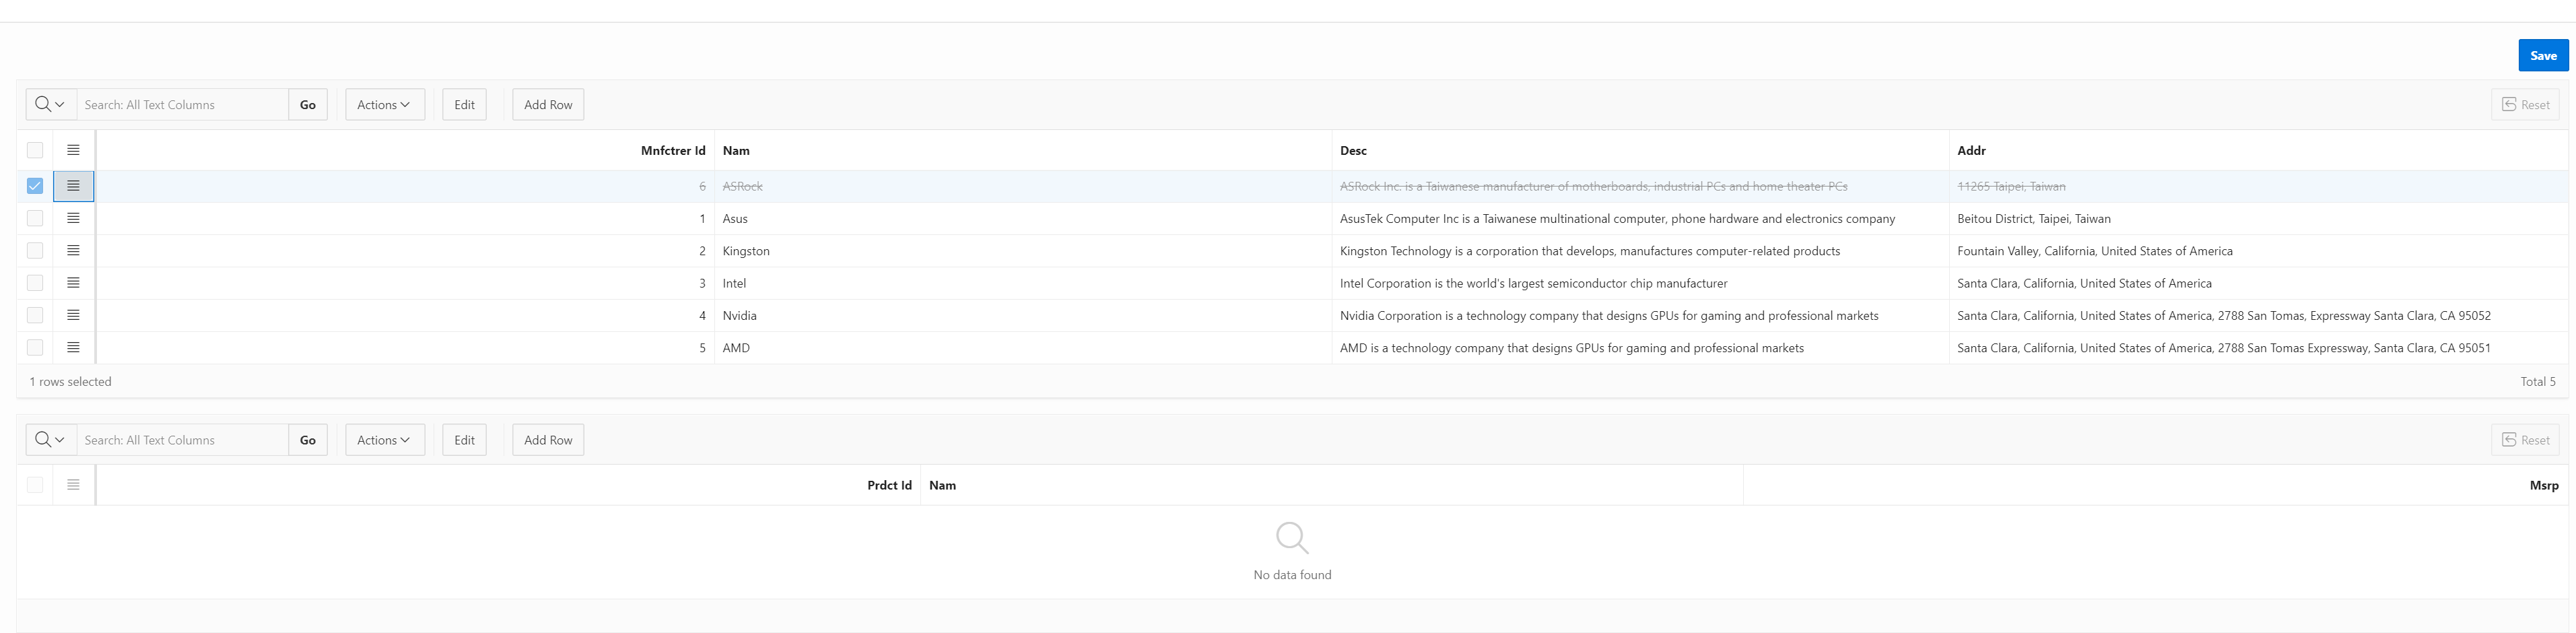 Save
Search: All Text Columns Go Actions Edit Add Row Reset
Mnfctrer Id Nam Desc Addr
6 ASRock ASRock Inc. is a Taiwanese manufacturer of motherboards, industrial PCs and home theater PCs 11265 Taipei, Taiwan
1 Asus AsusTek Computer Inc is a Taiwanese multinational computer, phone hardware and electronics company Beitou District, Taipei, Taiwan
2 Kingston Kingston Technology is a corporation that develops, manufactures computer-related products Fountain Valley, California, United States of America
3 Intel Intel Corporation is the world's largest semiconductor chip manufacturer Santa Clara, California, United States of America
4 Nvidia Nvidia Corporation is a technology company that designs GPUs for gaming and professional markets Santa Clara, California, United States of America, 2788 San Tomas, Expressway Santa Clara, CA 95052
5 AMD AMD is a technology company that designs GPUs for gaming and professional markets Santa Clara, California, United States of America, 2788 San Tomas Expressway, Santa Clara, CA 95051
1 rows selected Total 5
Search: All Text Columns Go Actions Edit Add Row Reset
Prdct Id Nam Msrp
No data found